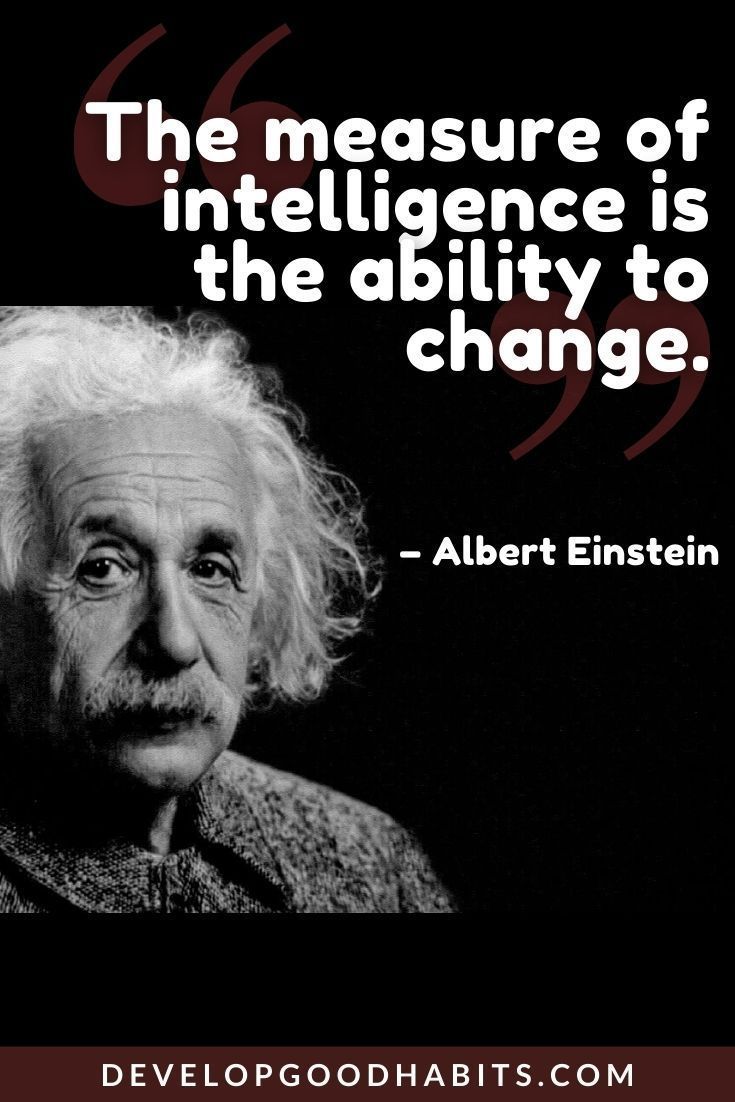 The measure of
intelligence is
the ability to
change.
– Albert Einstein
DEVELOPGOODHABITS.COM